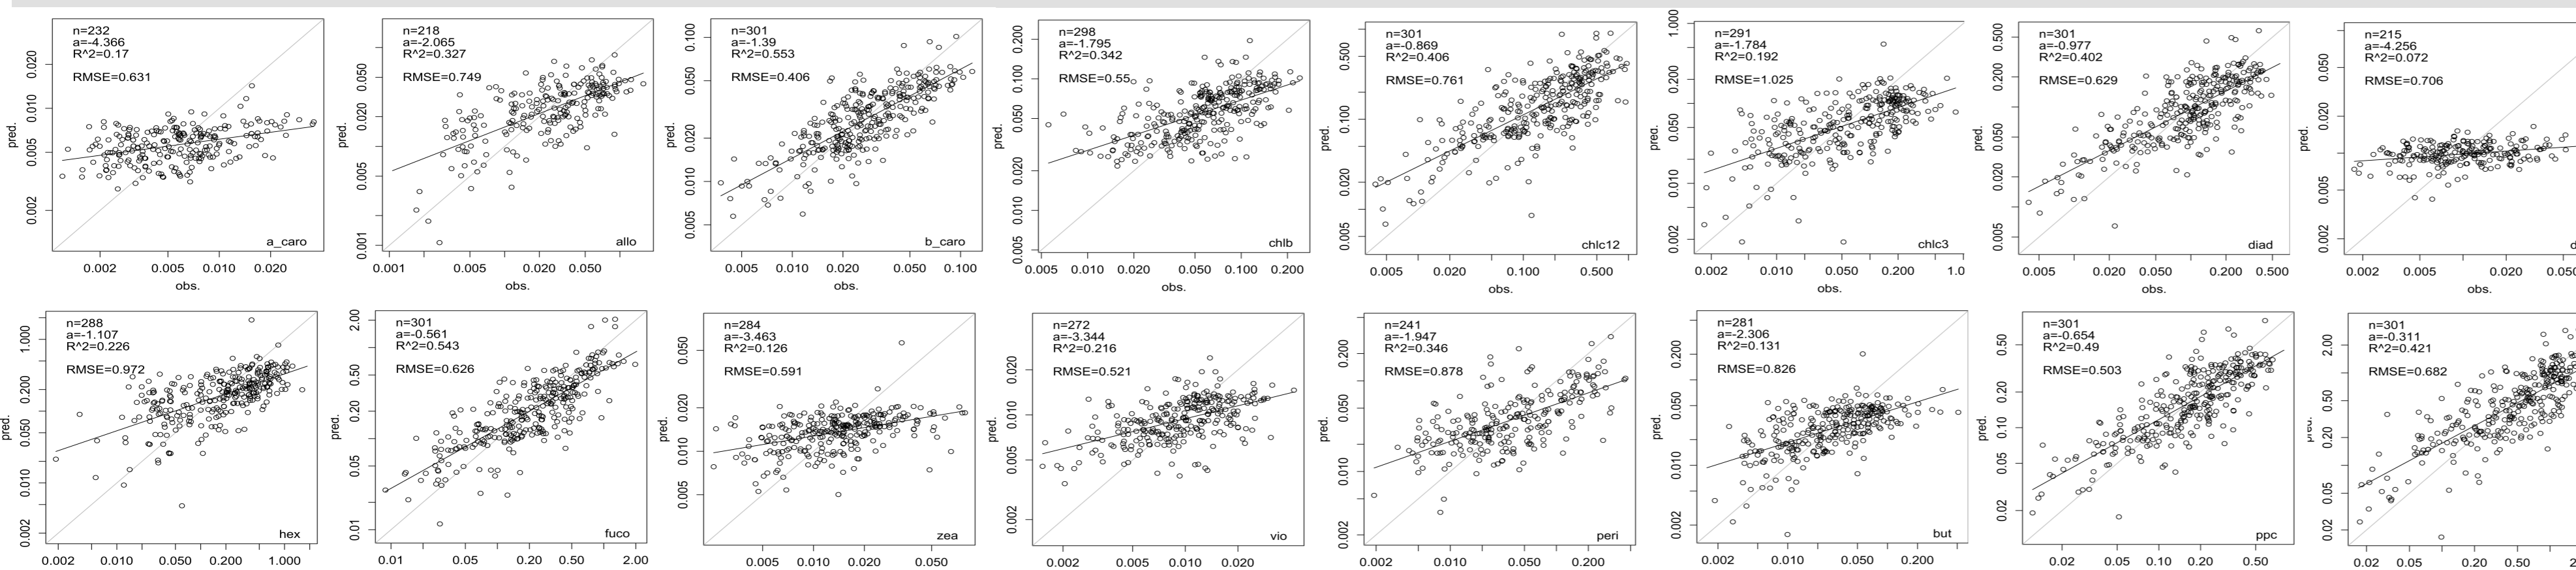 n=232
a=-4.366
R^2=0.17
RMSE=0.631
pred.
0.002 0.005 0.010 0.020
a_caro
0.002 0.005 0.010 0.020
obs.
n=218
a=-2.065
R^2=0.327
RMSE=0.749
pred.
0.001 0.005 0.020 0.050
allo
0.001 0.005 0.020 0.050
obs.
n=301
a=-1.39
R^2=0.553
RMSE=0.406
pred.
0.005 0.010 0.020 0.050 0.100
b_caro
0.005 0.010 0.020 0.050 0.100
obs.
n=298
a=-1.795
R^2=0.342
RMSE=0.55
pred.
0.005 0.010 0.020 0.050 0.100 0.200
chlb
0.005 0.010 0.020 0.050 0.100 0.200
obs.
n=301
a=-0.869
R^2=0.406
RMSE=0.761
pred.
0.005 0.020 0.100 0.500
chlc12
0.005 0.020 0.100 0.500
obs.
n=291
a=-1.784
R^2=0.192
RMSE=1.025
pred.
0.002 0.010 0.050 0.200 1.000
chlc3
0.002 0.010 0.050 0.200 1.0
obs.
n=301
a=-0.977
R^2=0.402
RMSE=0.629
pred.
0.005 0.020 0.050 0.200 0.500
diad
0.005 0.020 0.050 0.200 0.500
obs.
n=215
a=-4.256
R^2=0.072
RMSE=0.706
pred.
0.002 0.005 0.020 0.050
d
0.002 0.005 0.020 0.050
obs.
n=288
a=-1.107
R^2=0.226
RMSE=0.972
pred.
0.002 0.010 0.050 0.200 1.000
hex
0.002 0.010 0.050 0.200 1.000
n=301
a=-0.561
R^2=0.543
RMSE=0.626
pred.
0.01 0.05 0.20 0.50 2.00
fuco
0.01 0.05 0.20 0.50 2.00
n=284
a=-3.463
R^2=0.126
RMSE=0.591
pred.
0.005 0.010 0.020 0.050
zea
0.005 0.010 0.020 0.050
n=272
a=-3.344
R^2=0.216
RMSE=0.521
pred.
0.002 0.005 0.010 0.020
vio
0.002 0.005 0.010 0.020
n=241
a=-1.947
R^2=0.346
RMSE=0.878
pred.
0.002 0.010 0.050 0.200
peri
0.002 0.010 0.050 0.200
n=281
a=-2.306
R^2=0.131
RMSE=0.826
pred.
0.002 0.010 0.050 0.200
but
0.002 0.010 0.050 0.200
n=301
a=-0.654
R^2=0.49
RMSE=0.503
pred.
0.02 0.05 0.10 0.20 0.50
ppc
0.02 0.05 0.10 0.20 0.50
n=301
a=-0.311
R^2=0.421
RMSE=0.682
pred.
0.02 0.05 0.20 0.50 2.00
0.02 0.05 0.20 0.50